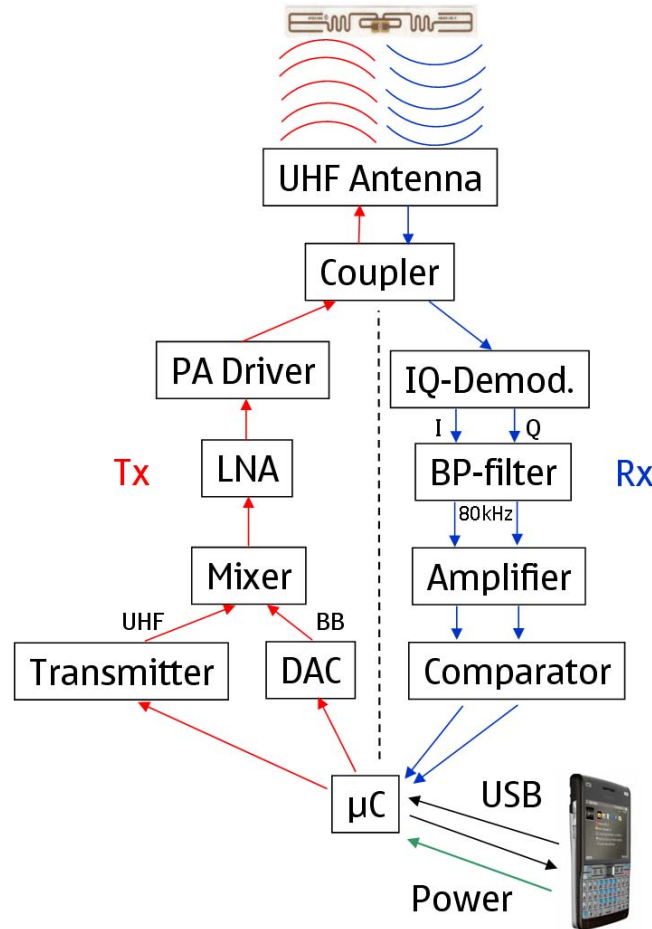 UHF Antenna
Coupler
PA Driver
IQ-Demod.
I
Q
Tx
LNA
BP-filter
Rx
80kHz
Mixer
Amplifier
UHF
BB
Transmitter
DAC
Comparator
µC
USB
Power